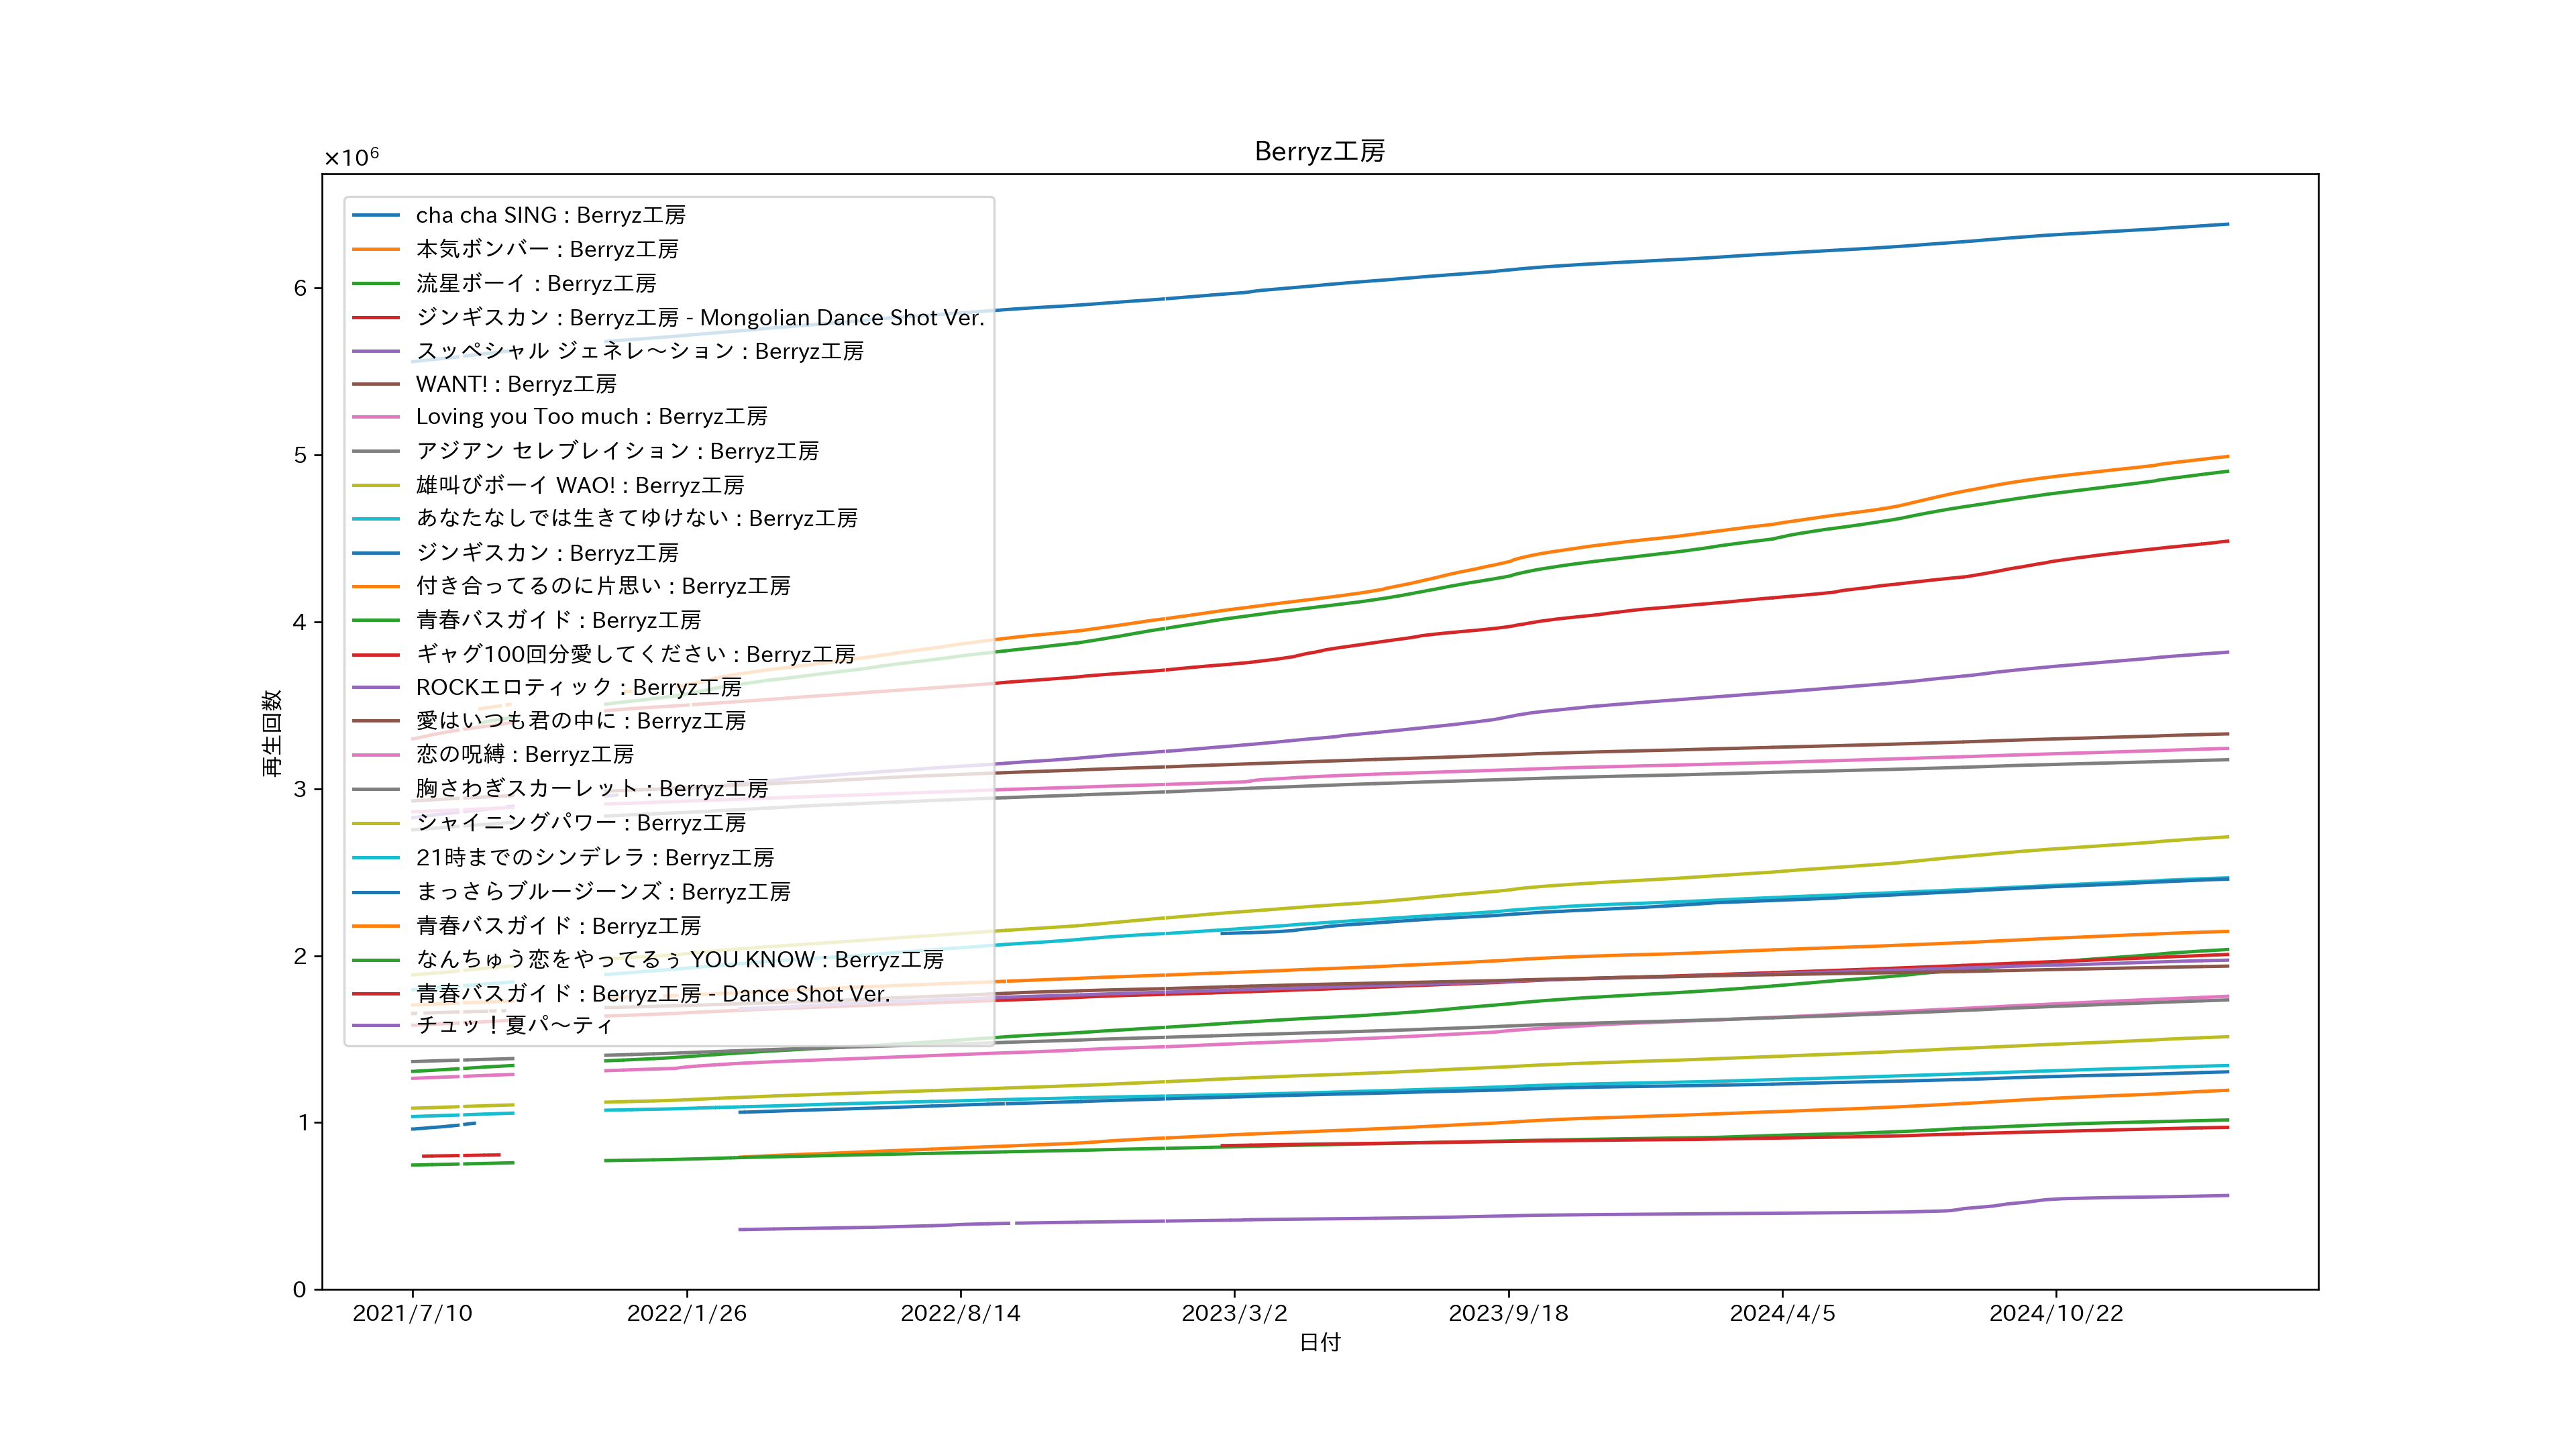 Berryz工房
×10⁶
cha cha SING : Berryz工房
本気ボンバー : Berryz工房
流星ボーイ : Berryz工房
ジンギスカン : Berryz工房 - Mongolian Dance Shot Ver.
スッペシャル ジェネレ～ション : Berryz工房
WANT! : Berryz工房
Loving you Too much : Berryz工房
アジアン セレブレイション : Berryz工房
雄叫びボーイ WAO! : Berryz工房
あなたなしでは生きてゆけない : Berryz工房
ジンギスカン : Berryz工房
付き合ってるのに片思い : Berryz工房
青春バスガイド : Berryz工房
ギャグ100回分愛してください : Berryz工房
ROCKエロティック : Berryz工房
愛はいつも君の中に : Berryz工房
恋の呪縛 : Berryz工房
胸さわぎスカーレット : Berryz工房
シャイニングパワー : Berryz工房
21時までのシンデレラ : Berryz工房
まっさらブルージーンズ : Berryz工房
青春バスガイド : Berryz工房
なんちゅう恋をやってるぅ YOU KNOW : Berryz工房
青春バスガイド : Berryz工房 - Dance Shot Ver.
チュッ！夏パ～ティ
6
5
4
3
2
1
0
再生回数
2021/7/10
2022/1/26
2022/8/14
2023/3/2
2023/9/18
2024/4/5
2024/10/22
日付